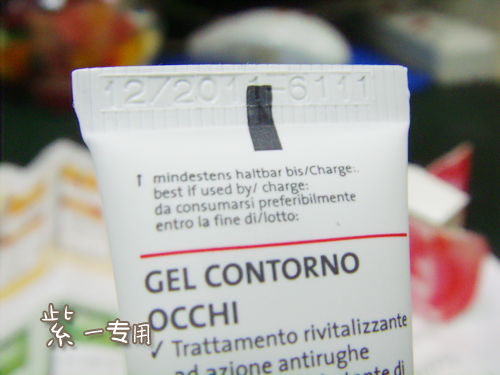 12/2011-6111
↑ mindestens haltbar bis/Charge:.
best if used by/ charge:
da consumarsi preferibilmente
entro la fine di/lotto:
GEL CONTORNO
OCCHI
✓ Trattamento rivitalizzante
ad azione antirughe
紫一专用